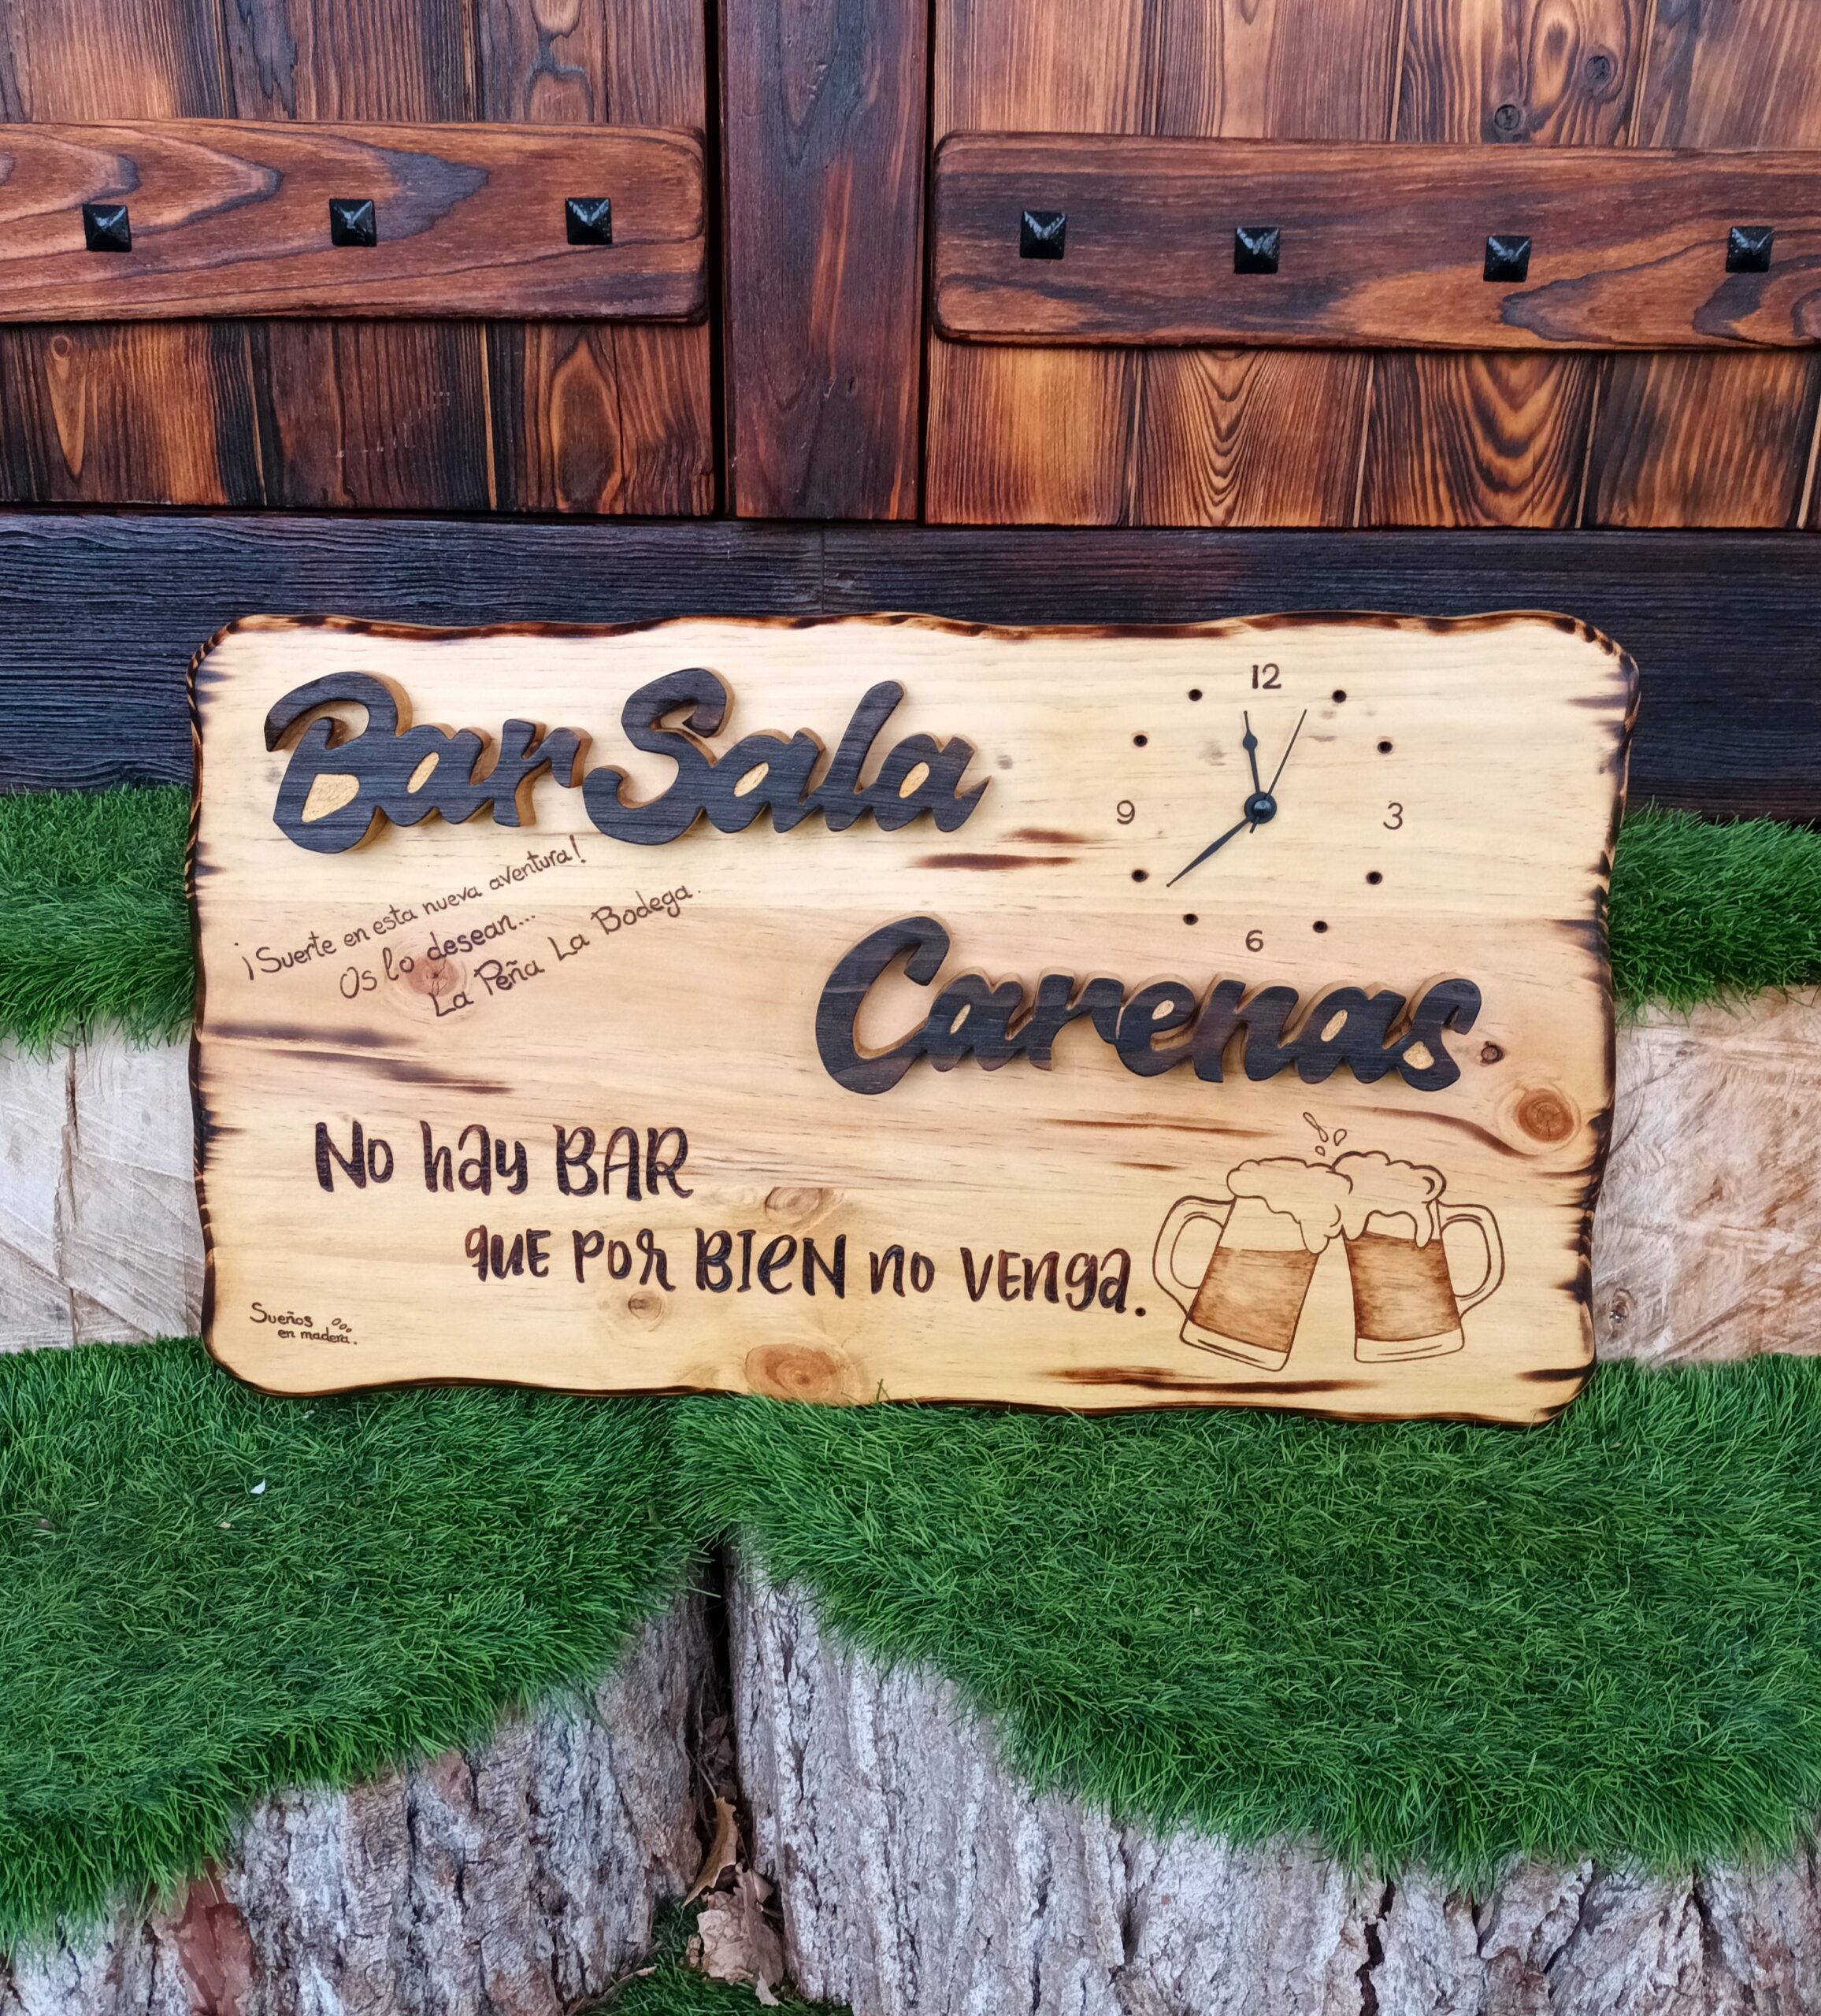 Bar Sala
12
9
3
6
¡Suerte en esta nueva aventura!
Os lo desean...
La Peña La Bodega.
Carenas
No hay BAR
que por BIEN no venga.
Sueños
en madera.